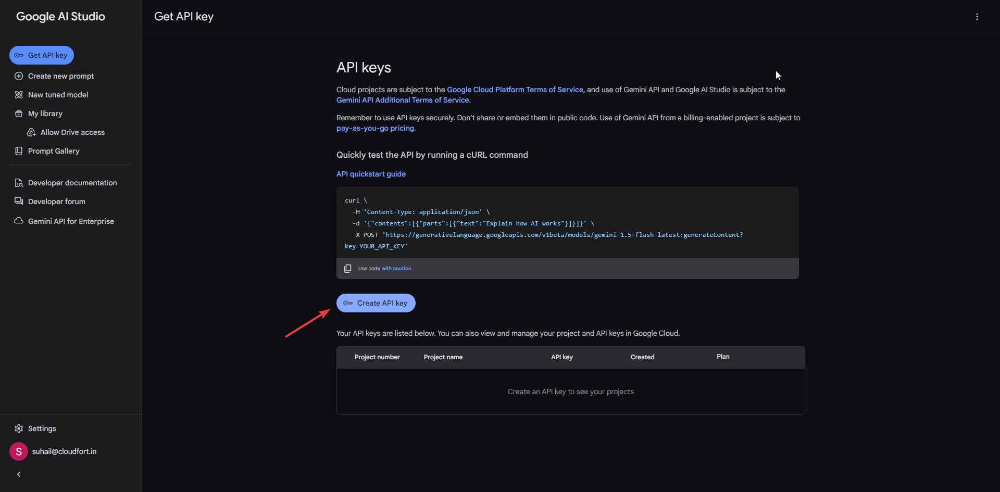 Google AI Studio
Get API key
Create new prompt
New tuned model
My library
Allow Drive access
Prompt Gallery
Developer documentation
Developer forum
Gemini API for Enterprise
Settings
S
suhail@cloudfort.in
Get API key
API keys
Cloud projects are subject to the Google Cloud Platform Terms of Service, and use of Gemini API and Google AI Studio is subject to the
Gemini API Additional Terms of Service.
Remember to use API keys securely. Don’t share or embed them in public code. Use of Gemini API from a billing-enabled project is subject to
pay-as-you-go pricing.
Quickly test the API by running a cURL command
API quickstart guide
curl \
-H 'Content-Type: application/json' \
-d '{"contents":[{"parts":[{"text":"Explain how AI works"}]}]}' \
-X POST 'https://generativelanguage.googleapis.com/v1beta/models/gemini-1.5-flash-latest:generateContent?
key=YOUR_API_KEY'
Use code with caution.
Create API key
Your API keys are listed below. You can also view and manage your project and API keys in Google Cloud.
Project number Project name API key Created Plan
Create an API key to see your projects